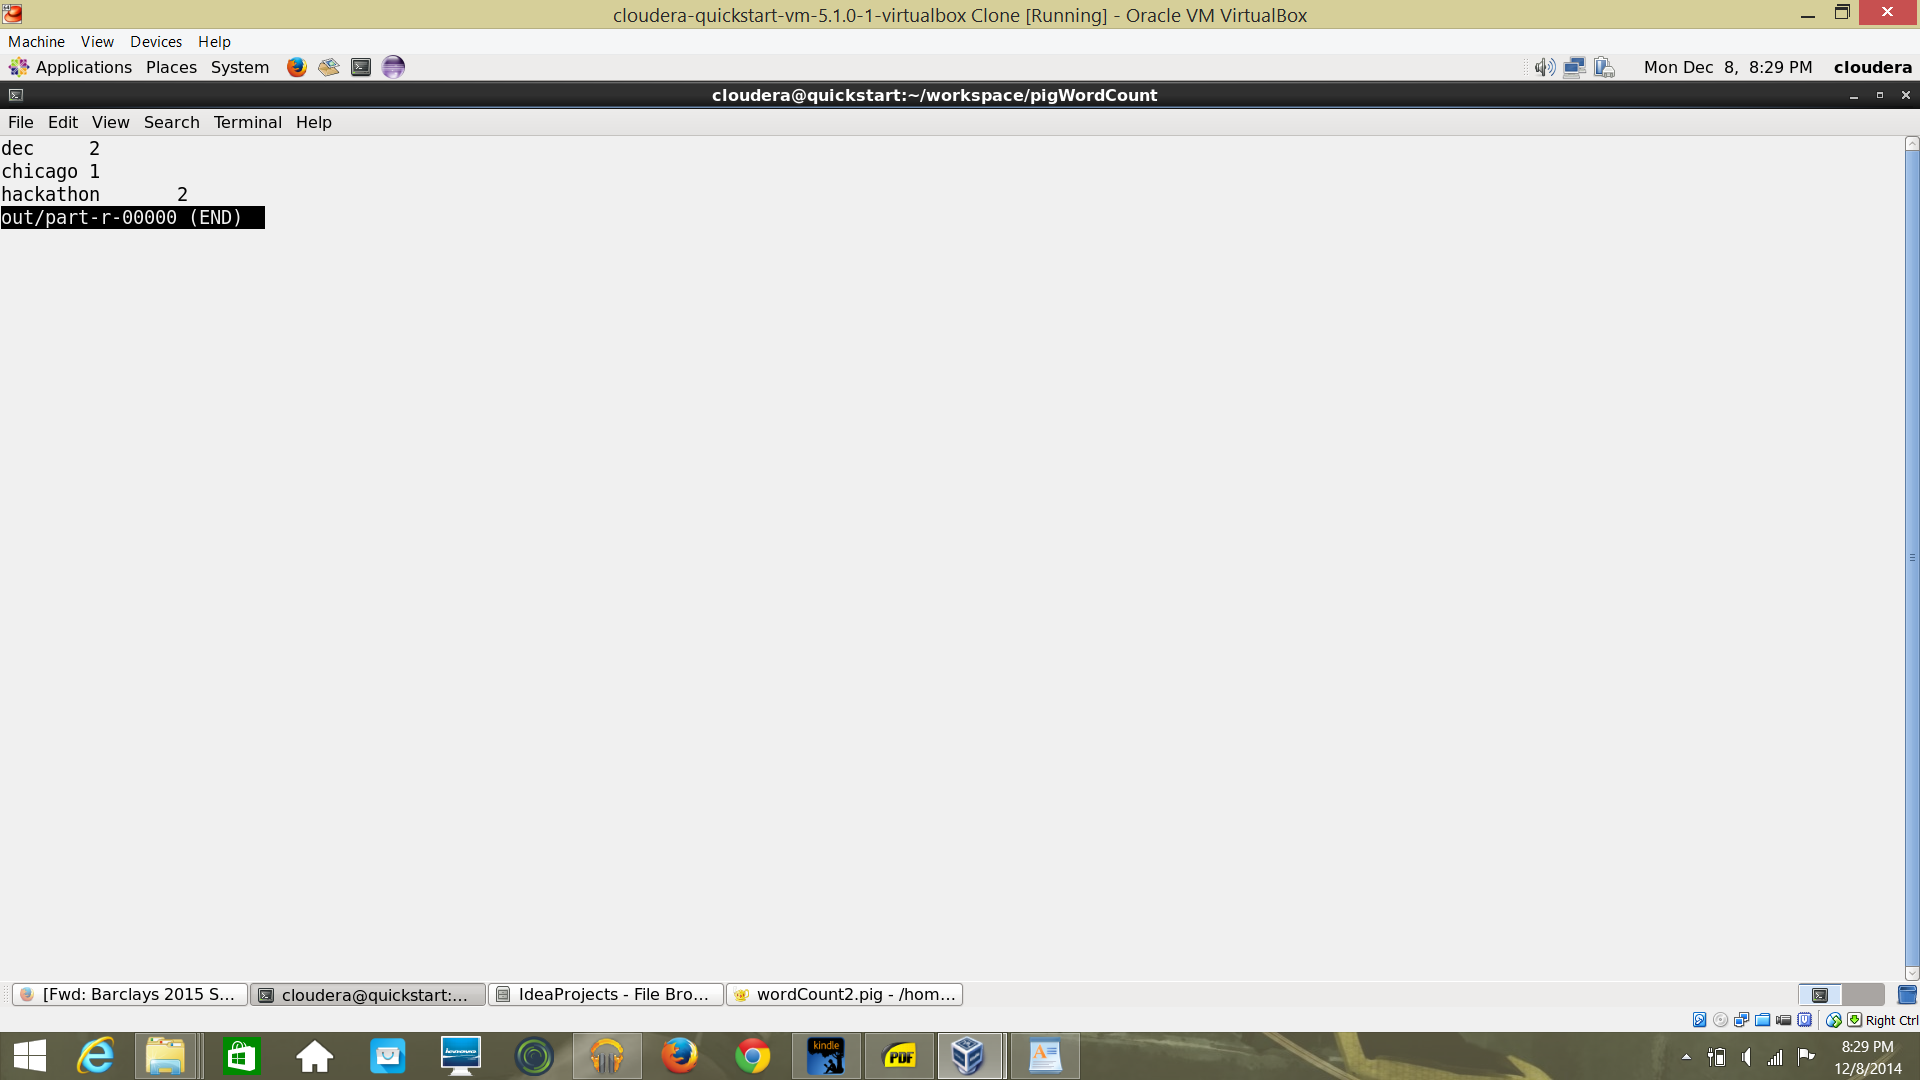 cloudera-quickstart-vm-5.1.0-1-virtualbox Clone [Running] - Oracle VM VirtualBox
Machine View Devices Help
Applications Places System Mon Dec 8, 8:29 PM cloudera
cloudera@quickstart:~/workspace/pigWordCount
File Edit View Search Terminal Help
dec 2
chicago 1
hackathon 2
out/part-r-00000 (END)
[Fwd: Barclays 2015 S... cloudera@quickstart:... IdeaProjects - File Bro... wordCount2.pig - /hom...
Right Ctrl
lenovo kindle PDF
8:29 PM
12/8/2014